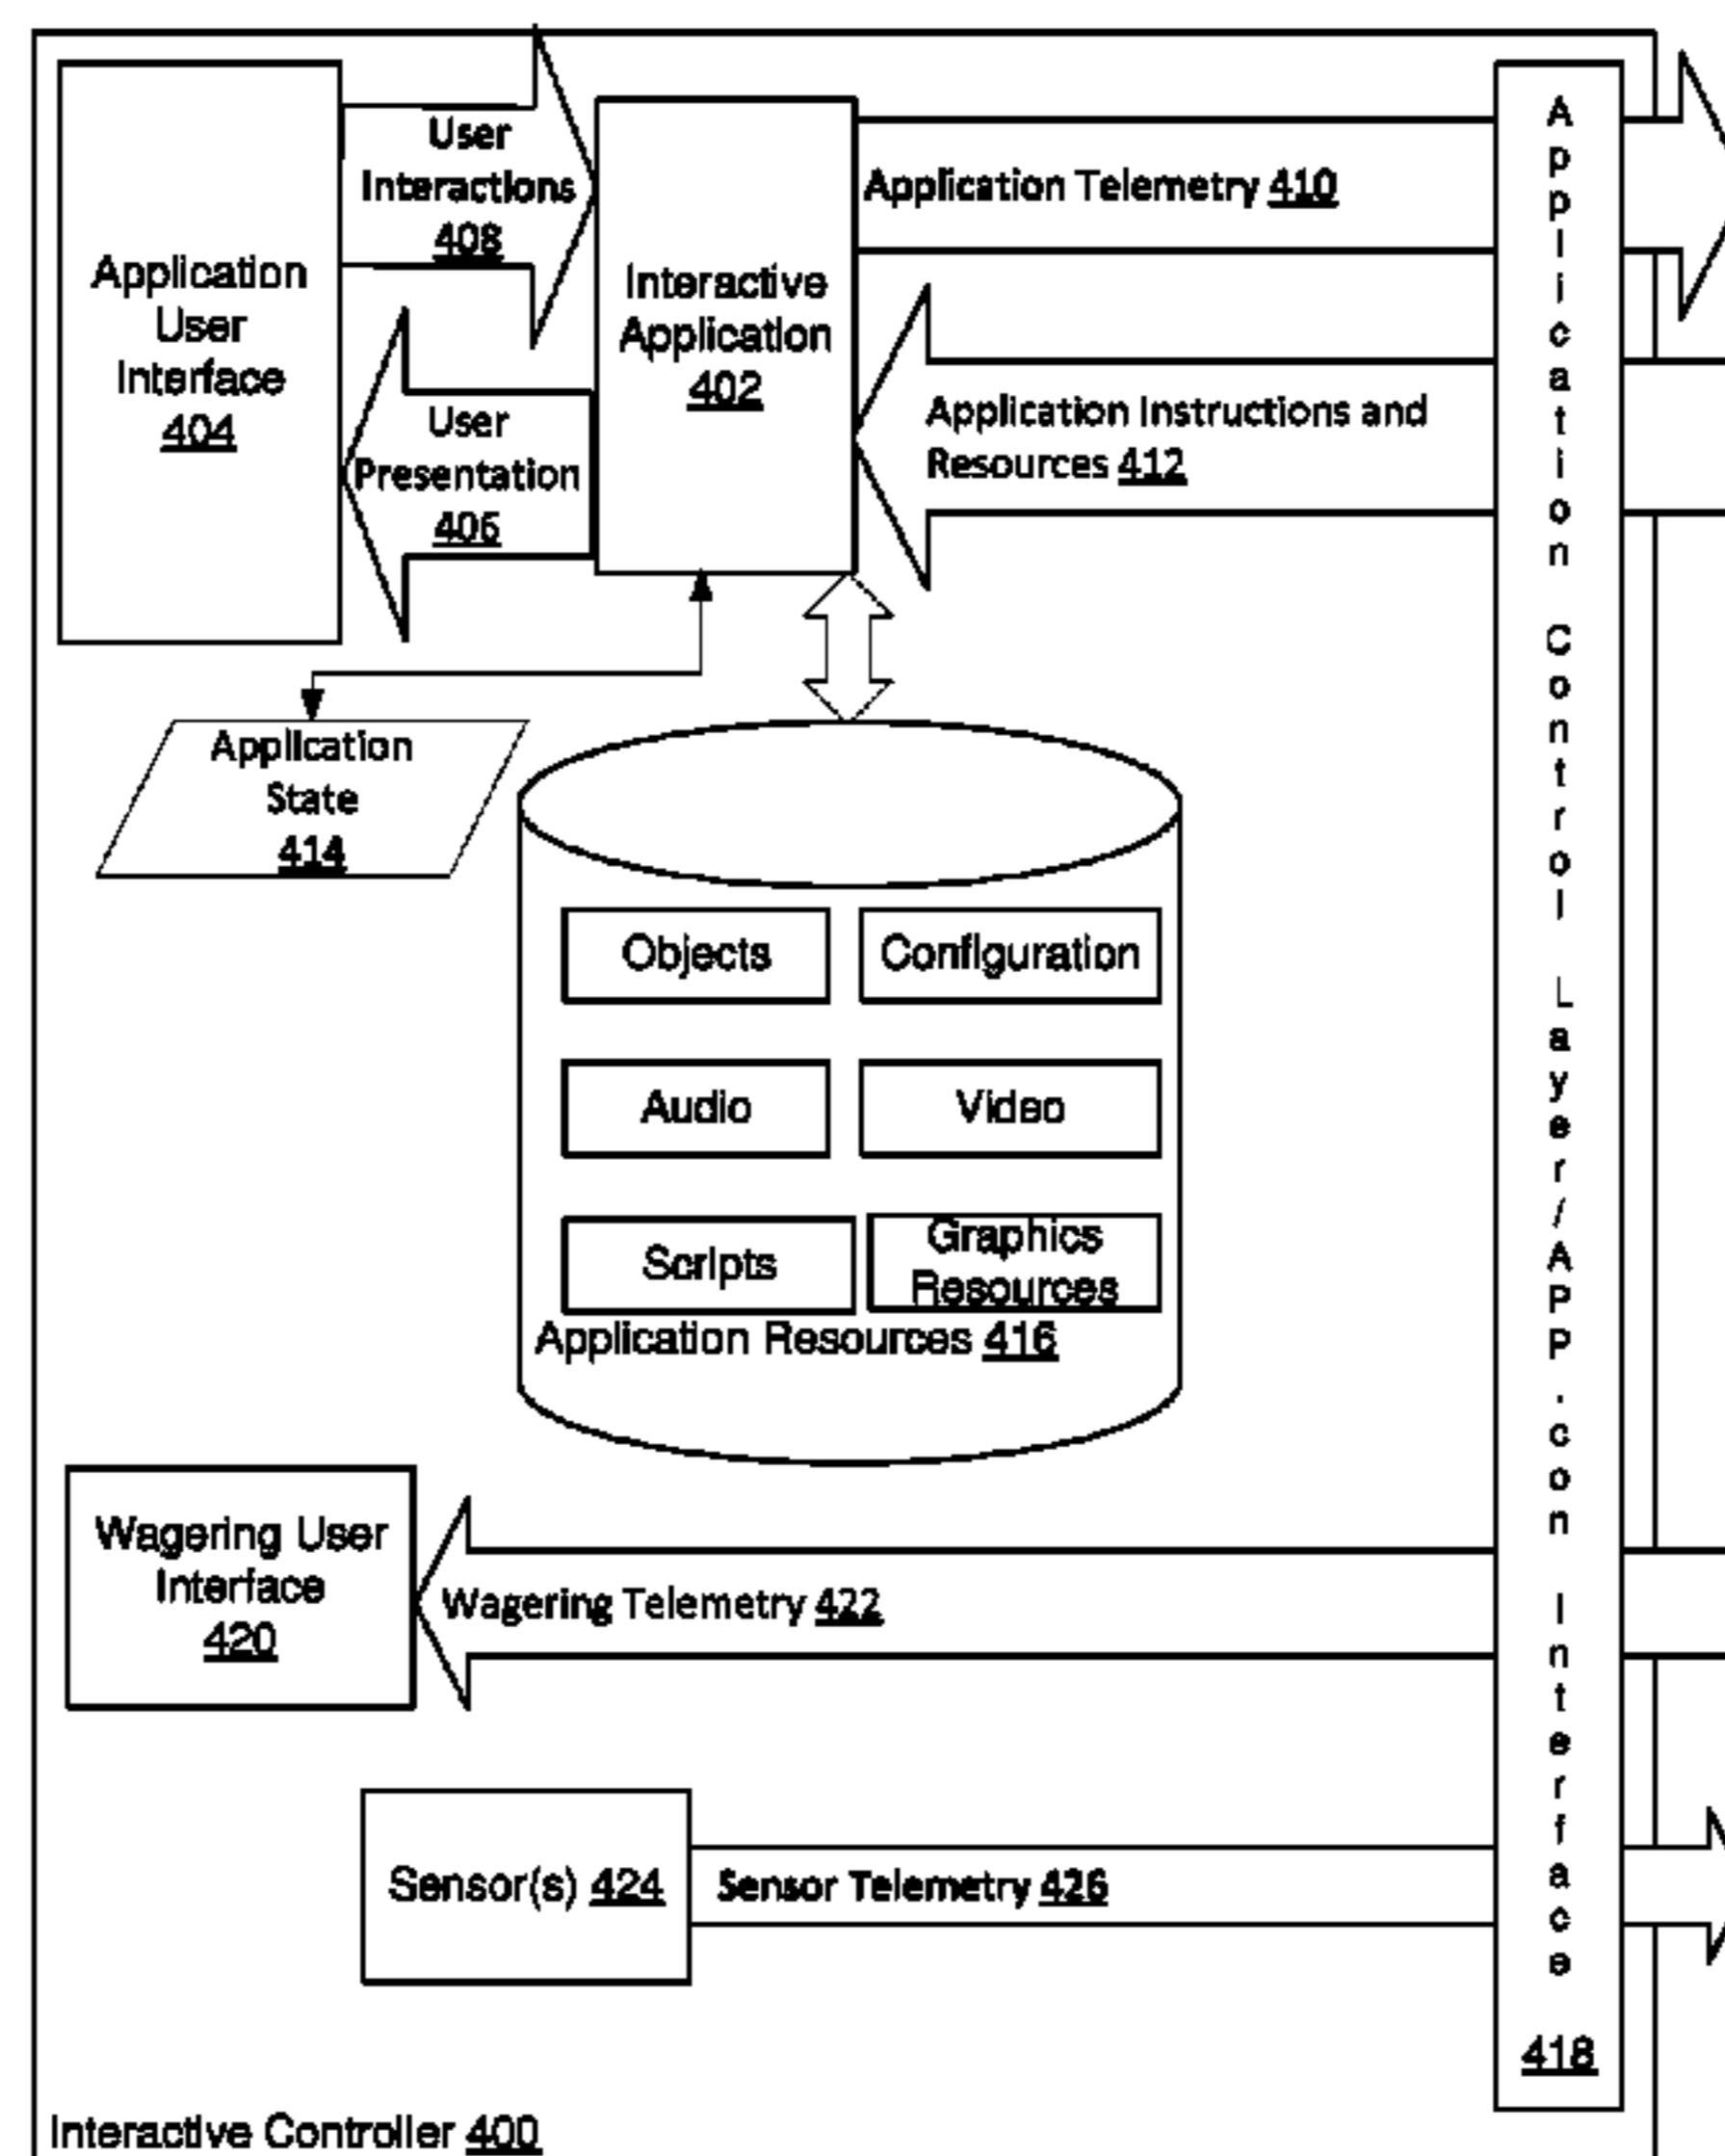 Application
User
Interface
404
User
Interactions
408
User
Presentation
406
Interactive
Application
402
Application Telemetry 410
Application Instructions and
Resources 412
Application
State
414
Objects
Configuration
Audio
Video
Scripts
Graphics
Resources
Application Resources 416
Wagering User
Interface
420
Wagering Telemetry 422
Sensor(s) 424
Sensor Telemetry 426
Application Control Layer/APP.con Interface
418
Interactive Controller 400